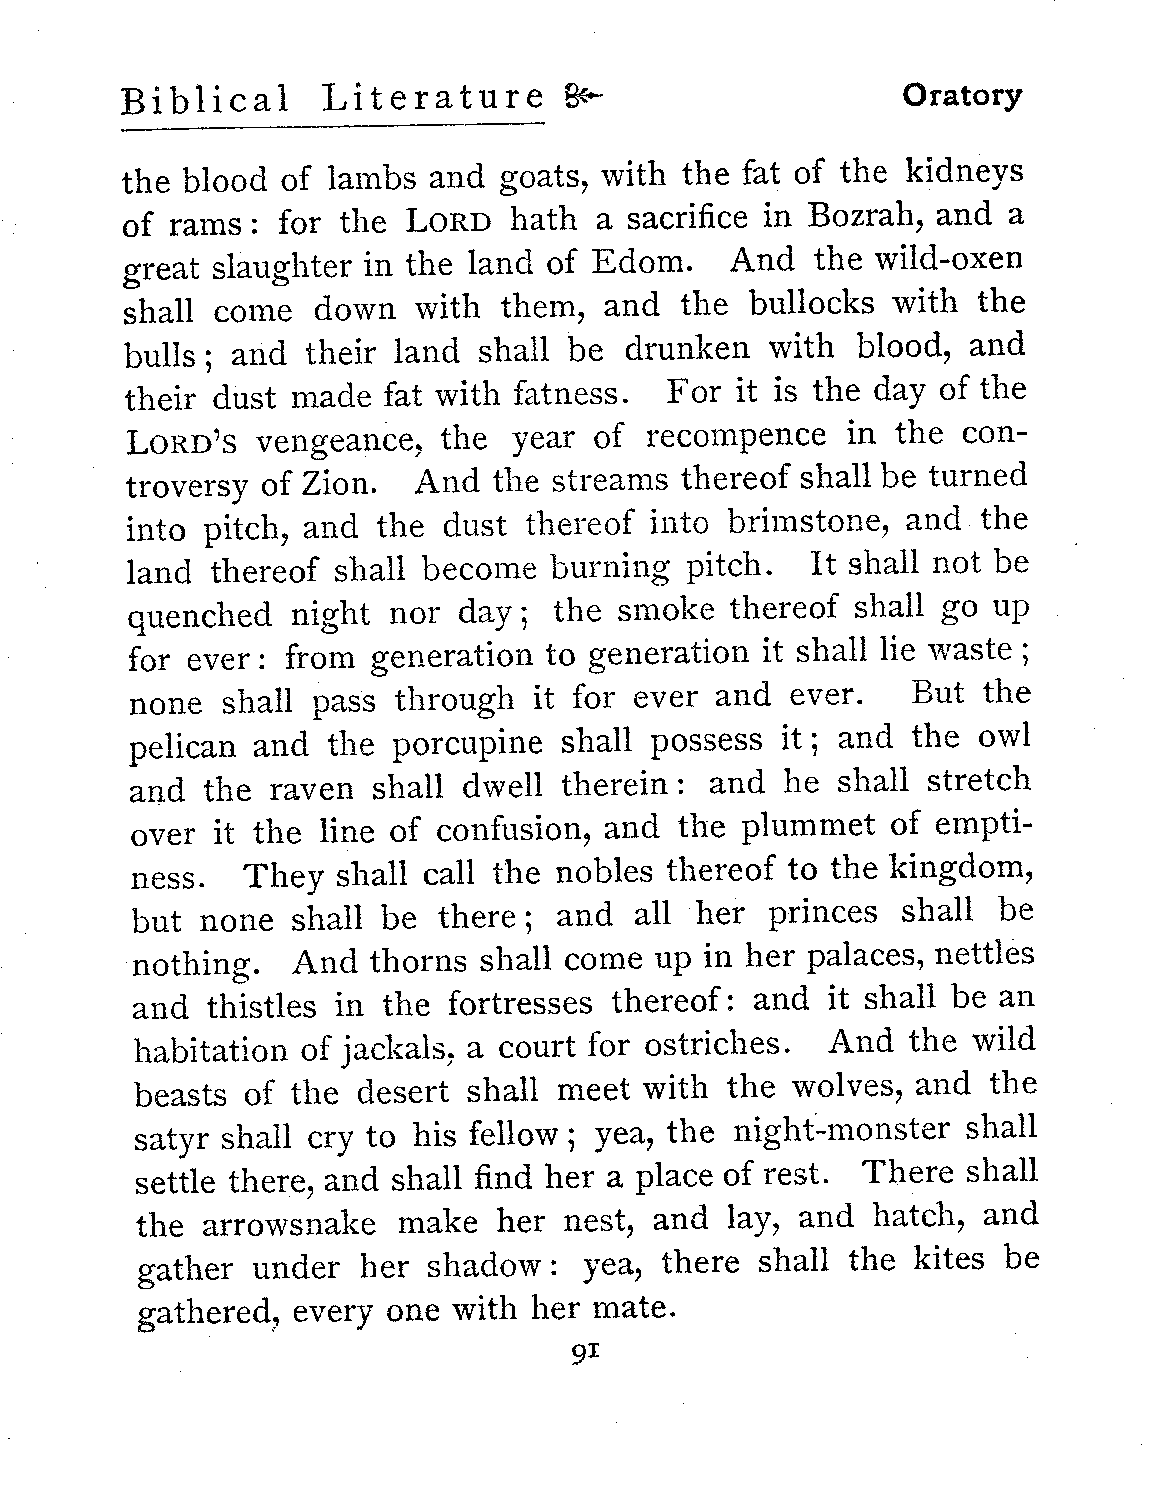 Biblical Literature Oratory
the blood of lambs and goats, with the fat of the kidneys
of rams: for the LORD hath a sacrifice in Bozrah, and a
great slaughter in the land of Edom. And the wild-oxen
shall come down with them, and the bullocks with the
bulls; and their land shall be drunken with blood, and
their dust made fat with fatness. For it is the day of the
LORD'S vengeance, the year of recompence in the con-
troversy of Zion. And the streams thereof shall be turned
into pitch, and the dust thereof into brimstone, and the
land thereof shall become burning pitch. It shall not be
quenched night nor day; the smoke thereof shall go up
for ever: from generation to generation it shall lie waste;
none shall pass through it for ever and ever. But the
pelican and the porcupine shall possess it; and the owl
and the raven shall dwell therein: and he shall stretch
over it the line of confusion, and the plummet of empti-
ness. They shall call the nobles thereof to the kingdom,
but none shall be there; and all her princes shall be
nothing. And thorns shall come up in her palaces, nettles
and thistles in the fortresses thereof: and it shall be an
habitation of jackals, a court for ostriches. And the wild
beasts of the desert shall meet with the wolves, and the
satyr shall cry to his fellow; yea, the night-monster shall
settle there, and shall find her a place of rest. There shall
the arrowsnake make her nest, and lay, and hatch, and
gather under her shadow: yea, there shall the kites be
gathered, every one with her mate.
91